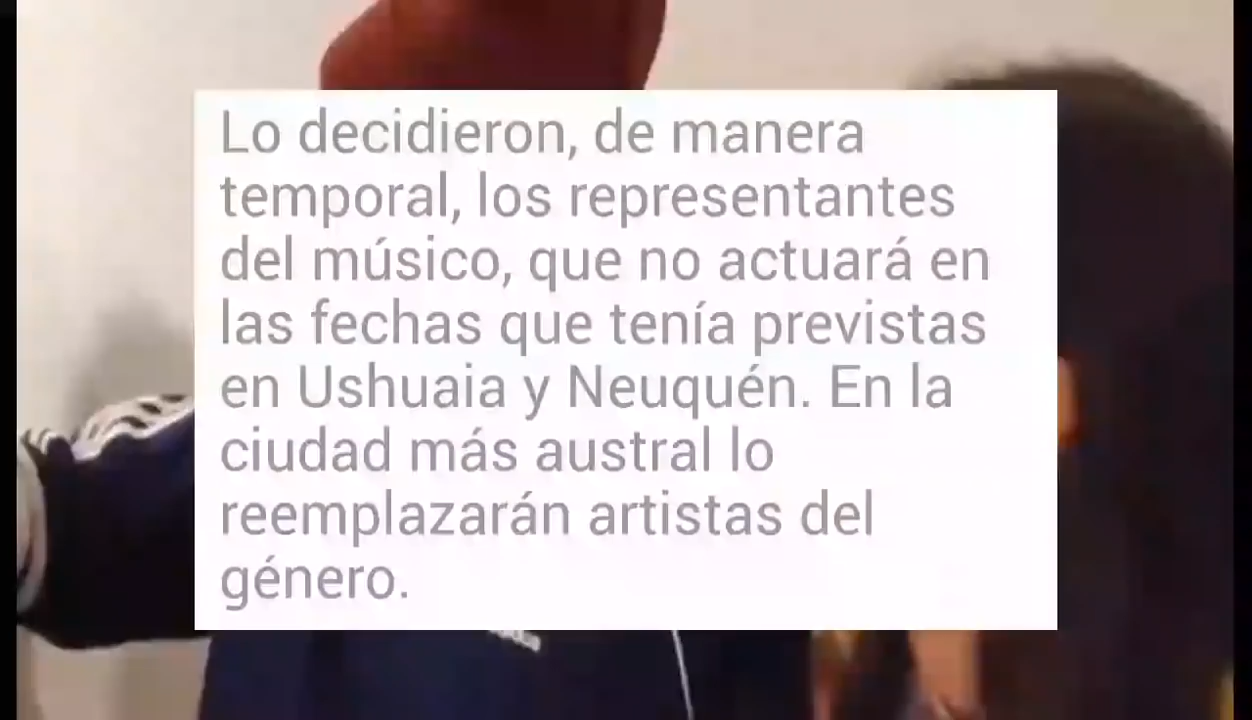 Lo decidieron, de manera
temporal, los representantes
del músico, que no actuará en
las fechas que tenía previstas
en Ushuaia y Neuquén. En la
ciudad más austral lo
reemplazarán artistas del
género.